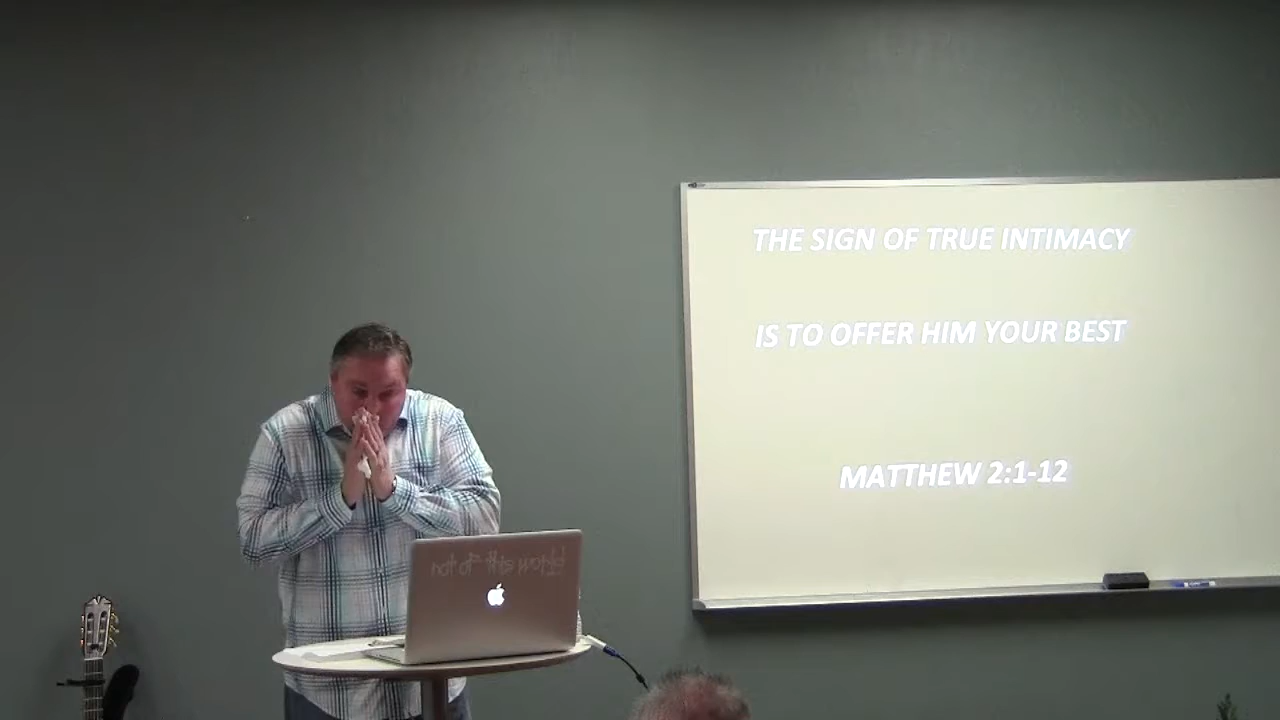 THE SIGN OF TRUE INTIMACY
IS TO OFFER HIM YOUR BEST
MATTHEW 2:1-12
not of this world